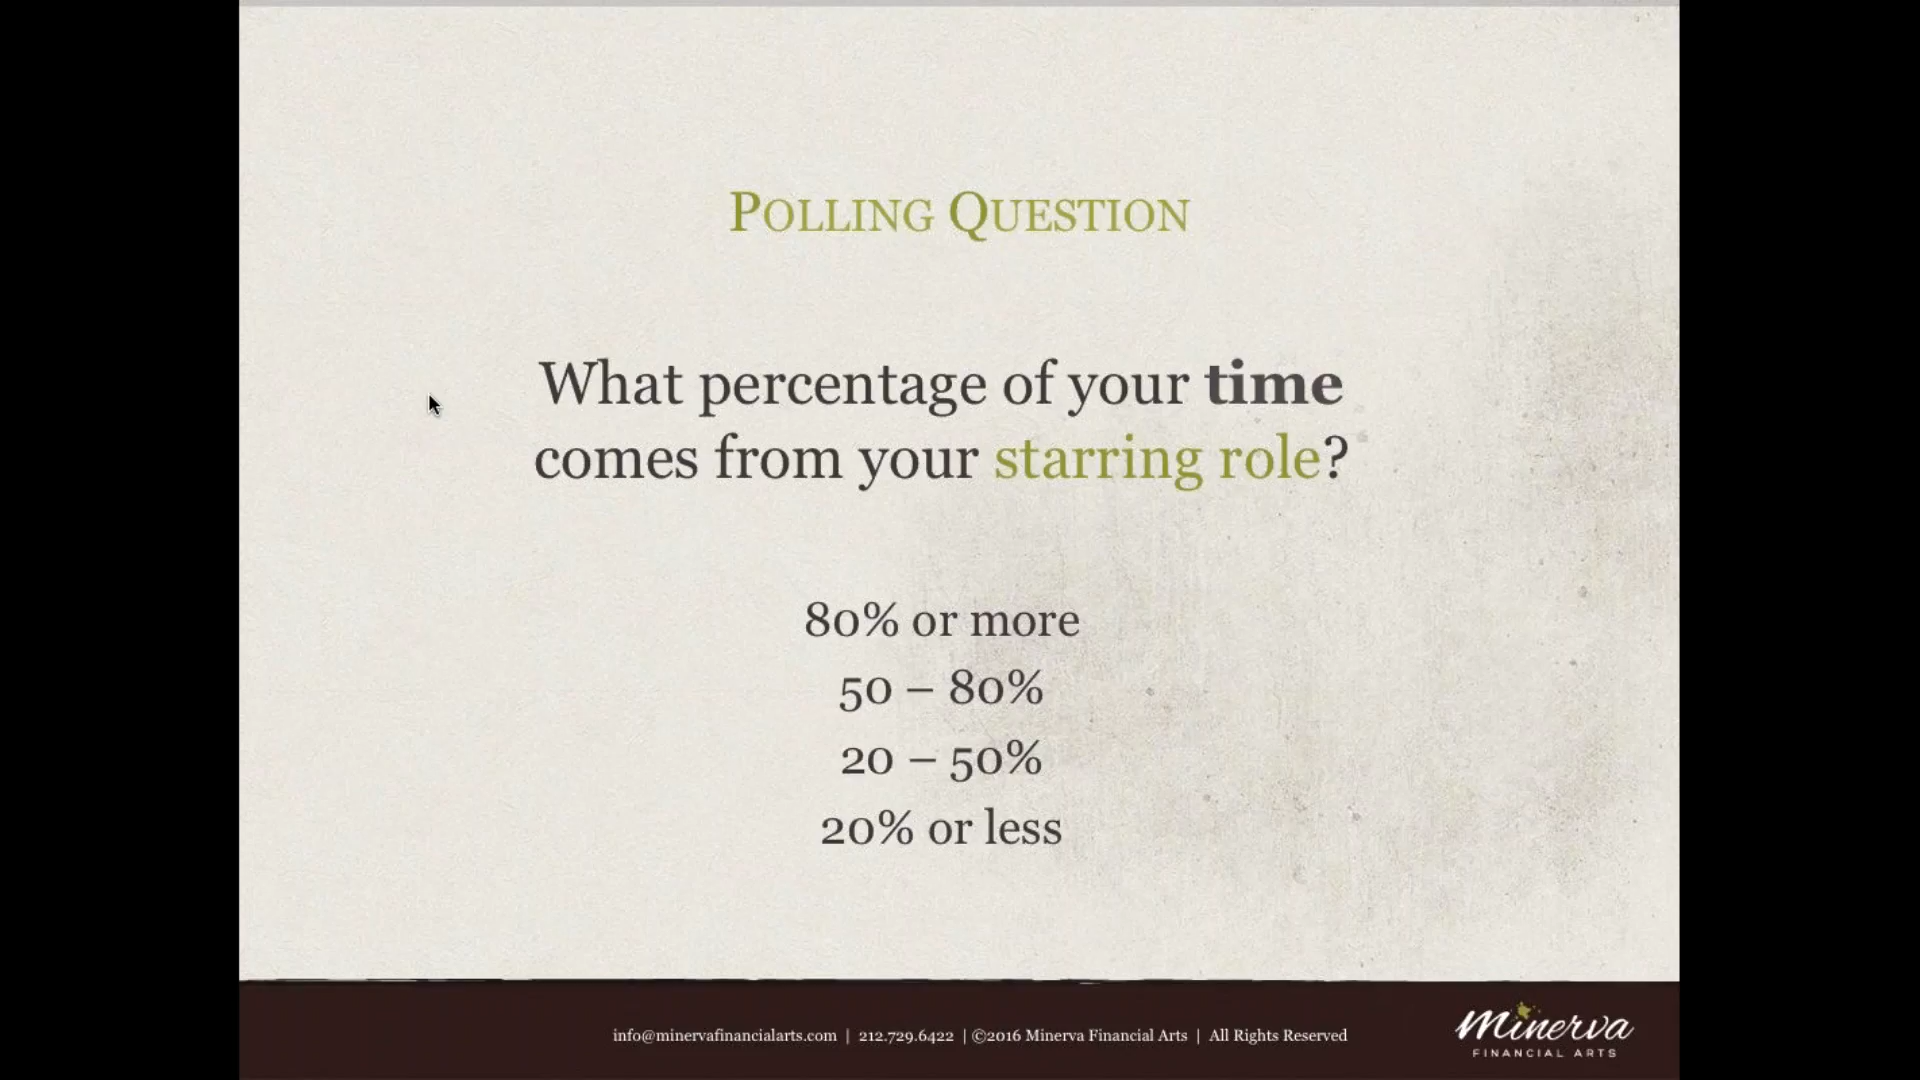 POLLING QUESTION
What percentage of your time
comes from your starring role?
80% or more
50 – 80%
20 – 50%
20% or less
info@minervafinancialarts.com | 212.729.6422 | ©2016 Minerva Financial Arts | All Rights Reserved
Minerva
FINANCIAL ARTS